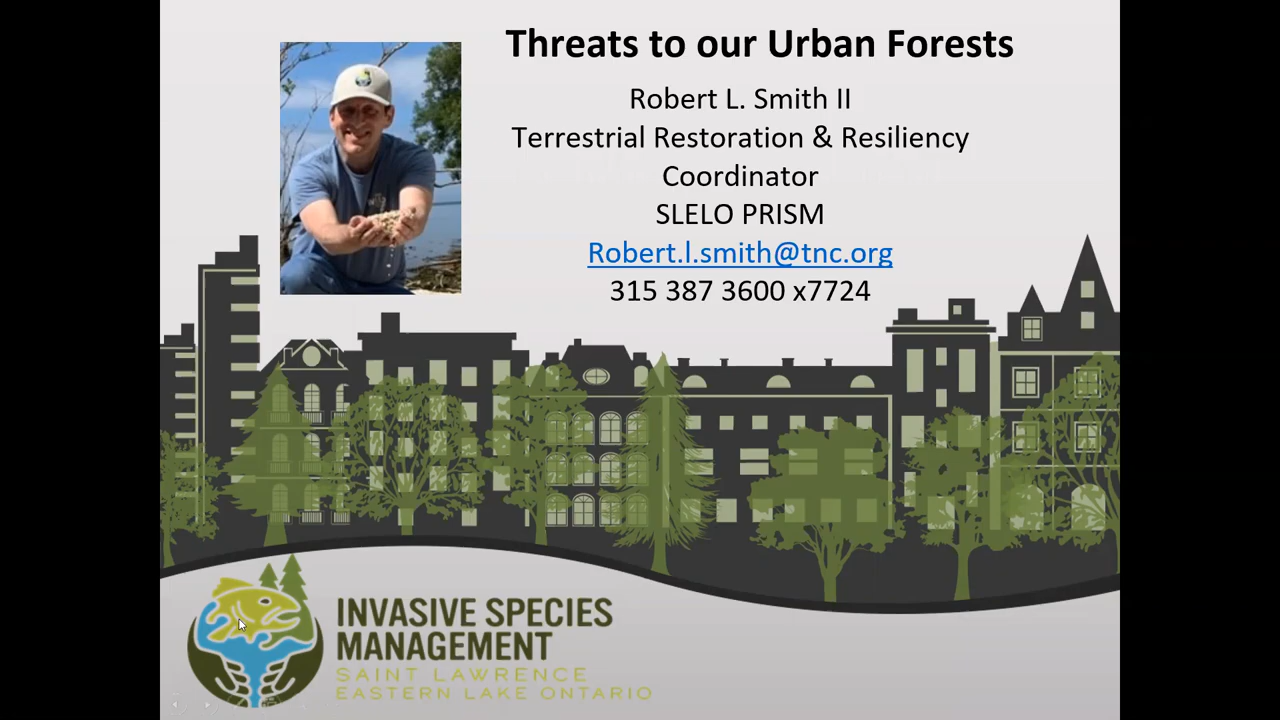 Threats to our Urban Forests
Robert L. Smith II
Terrestrial Restoration & Resiliency
Coordinator
SLELO PRISM
Robert.l.smith@tnc.org
315 387 3600 x7724
INVASIVE SPECIES
MANAGEMENT
SAINT LAWRENCE
EASTERN LAKE ONTARIO